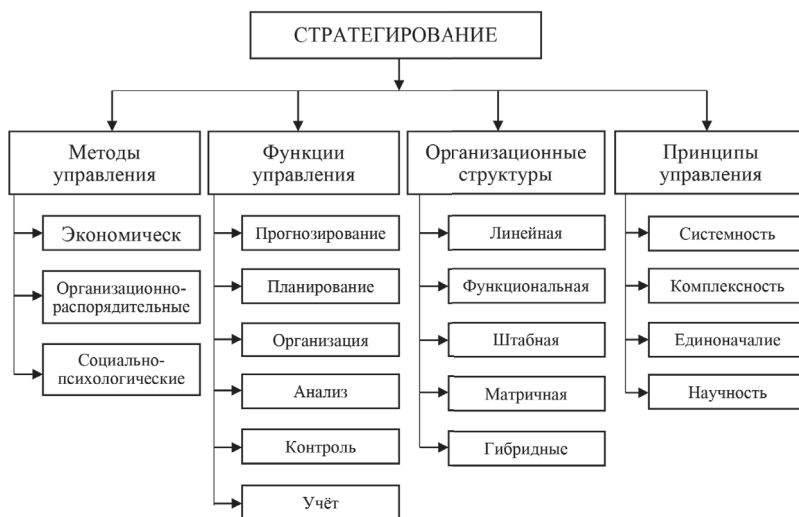 СТРАТЕГИРОВАНИЕ
Методы
управления
Экономическ
Организационно-
распорядительные
Социально-
психологические
Функции
управления
Прогнозирование
Планирование
Организация
Анализ
Контроль
Учёт
Организационные
структуры
Линейная
Функциональная
Штабная
Матричная
Гибридные
Принципы
управления
Системность
Комплексность
Единоначалие
Научность